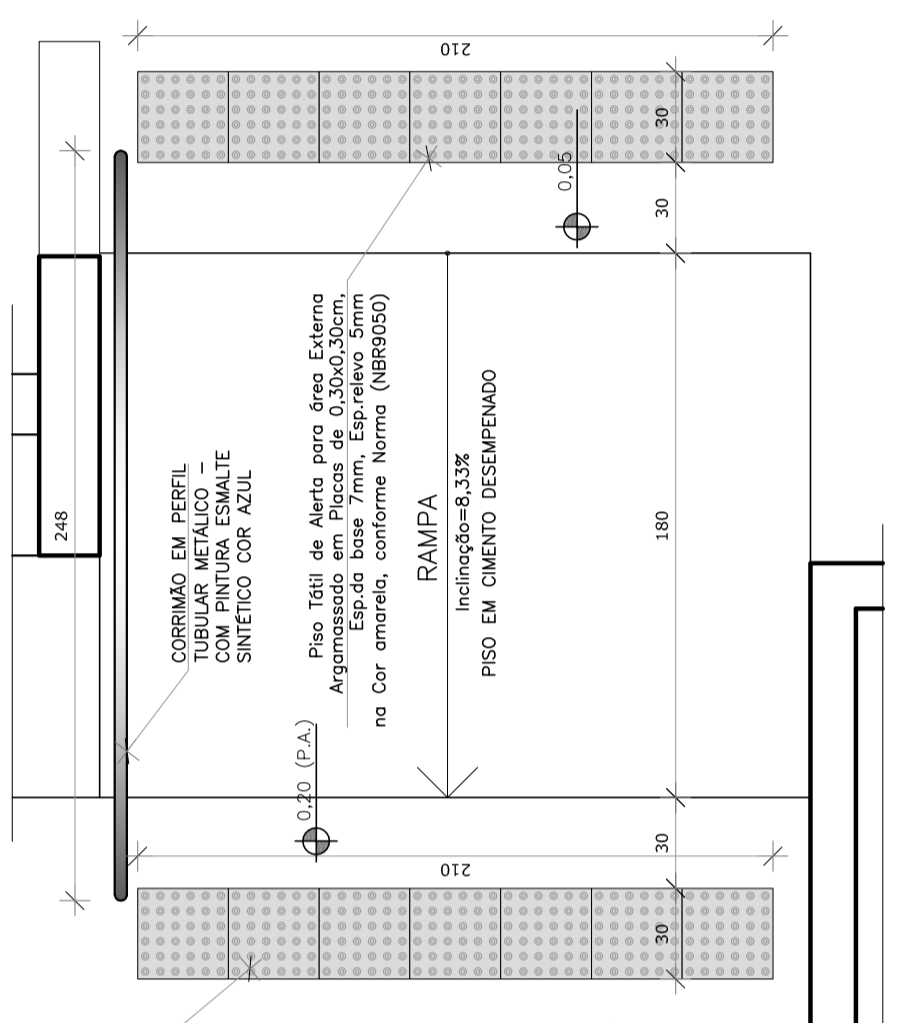 210
30
0,05
30
248
CORRIMÃO EM PERFIL
TUBULAR METÁLICO –
COM PINTURA ESMALTE
SINTÉTICO COR AZUL
Piso Tátil de Alerta para área Externa
Argamassado em Placas de 0,30x0,30cm,
Esp.da base 7mm, Esp.relevo 5mm
na Cor amarela, conforme Norma (NBR9050)
RAMPA
Inclinação=8,33%
PISO EM CIMENTO DESEMPENADO
180
0,20 (P.A.)
30
210
30